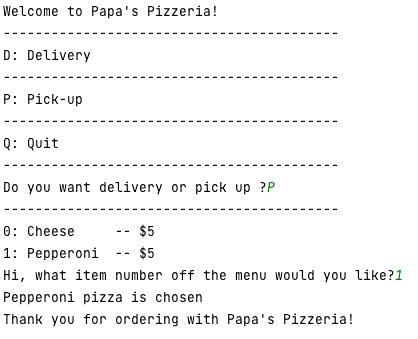 Welcome to Papa's Pizzeria!
------------------------------------------
D: Delivery
------------------------------------------
P: Pick-up
------------------------------------------
Q: Quit
------------------------------------------
Do you want delivery or pick up ?P
------------------------------------------
0: Cheese     -- $5
1: Pepperoni  -- $5
Hi, what item number off the menu would you like?1
Pepperoni pizza is chosen
Thank you for ordering with Papa's Pizzeria!